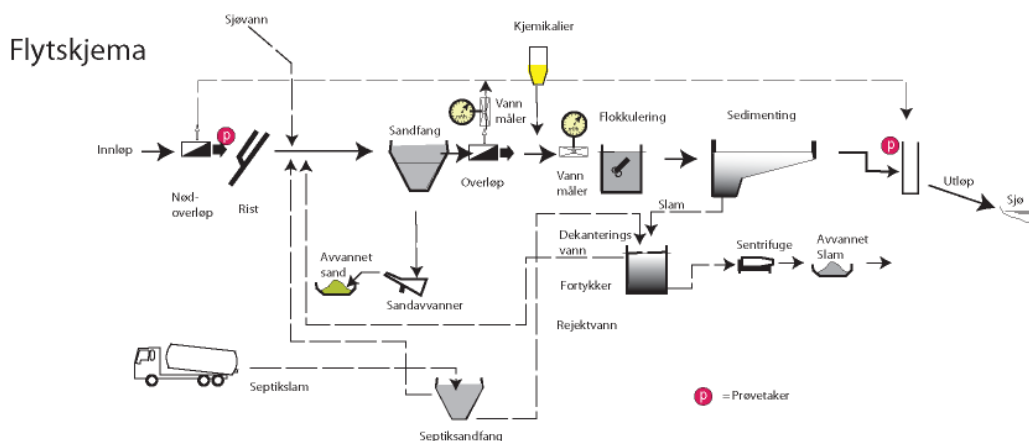 Flytskjema
Sjøvann
Kjemikalier
Vann
måler
Sandfang
Flokkulering
Sedimenting
p
p
Innløp
Overløp
Vann
måler
Utløp
Sjø
Nød-
overløp
Rist
Slam
Dekanterings
vann
Sentrifuge
Avvannet
Slam
Avvannet
sand
Sandavvanner
Fortykker
Rejektvann
Septikslam
Septiksandfang
p = Prøvetaker